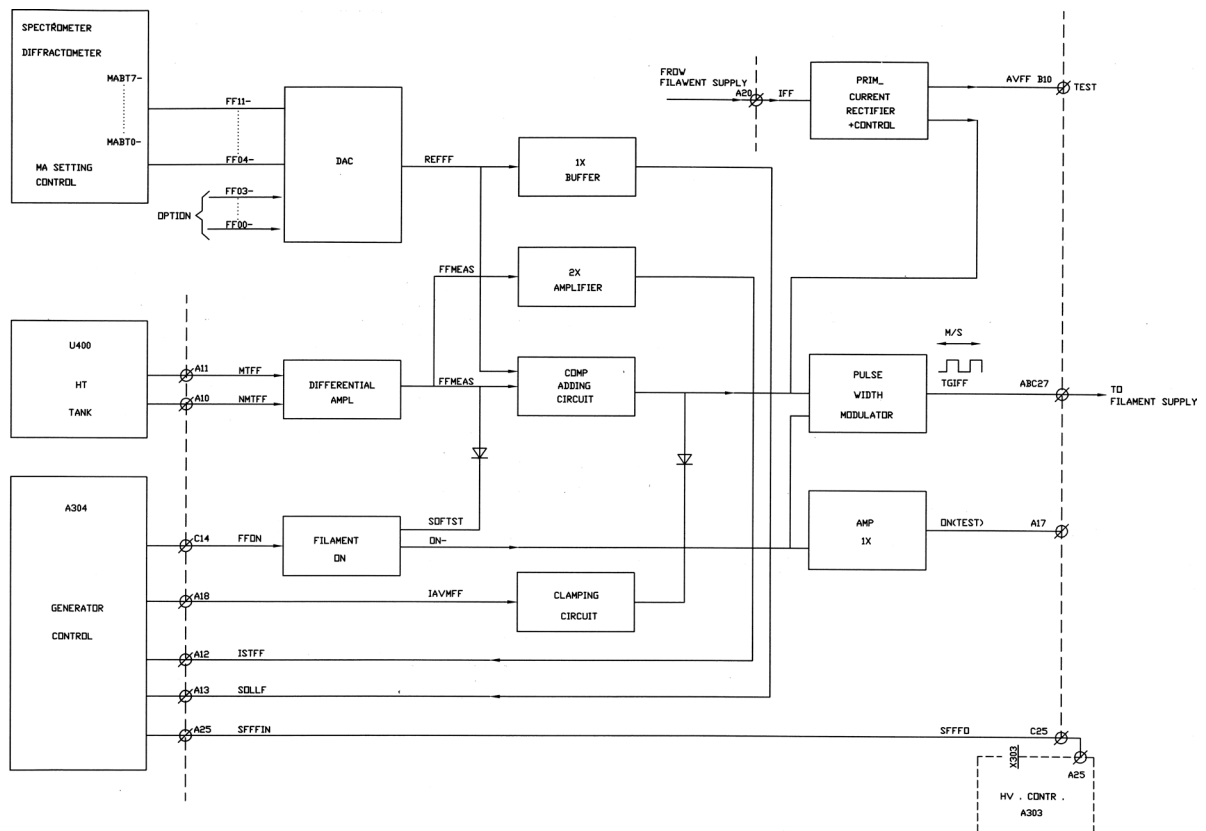 SPECTROMETER
DIFFRACTOMETER
MABT7-
MABT0-
MA SETTING
CONTROL
FF11-
FF04-
FF03-
OPTION
FF00-
DAC
REFFF
1X
BUFFER
FROW
FILAWENT SUPPLY
A20
IFF
PRIM_
CURRENT
RECTIFIER
+CONTROL
AVFF B10
TEST
FFMEAS
2X
AMPLIFIER
U400
HT
TANK
A11
MTFF
A10
NMTFF
DIFFERENTIAL
AMPL
FFMEAS
COMP
ADDING
CIRCUIT
PULSE
WIDTH
MODULATOR
M/S
TGIFF
ABC27
TO
FILAMENT SUPPLY
A304
GENERATOR
CONTROL
C14
FFON
FILAMENT
ON
SOFTST
ON-
AMP
1X
ON(TEST)
A17
A18
IAVMFF
CLAMPING
CIRCUIT
A12
ISTFF
A13
SOLLF
A25
SFFFIN
SFFFO
C25
X303
A25
HV . CONTR .
A303